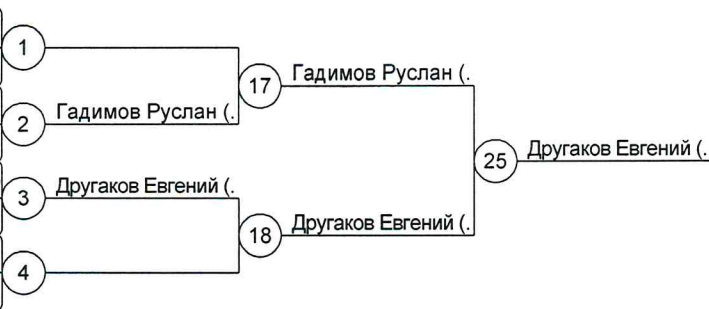 1
17
Гадимов Руслан (.
2
Гадимов Руслан (.
25
Другаков Евгений (.
3
Другаков Евгений (.
18
Другаков Евгений (.
4